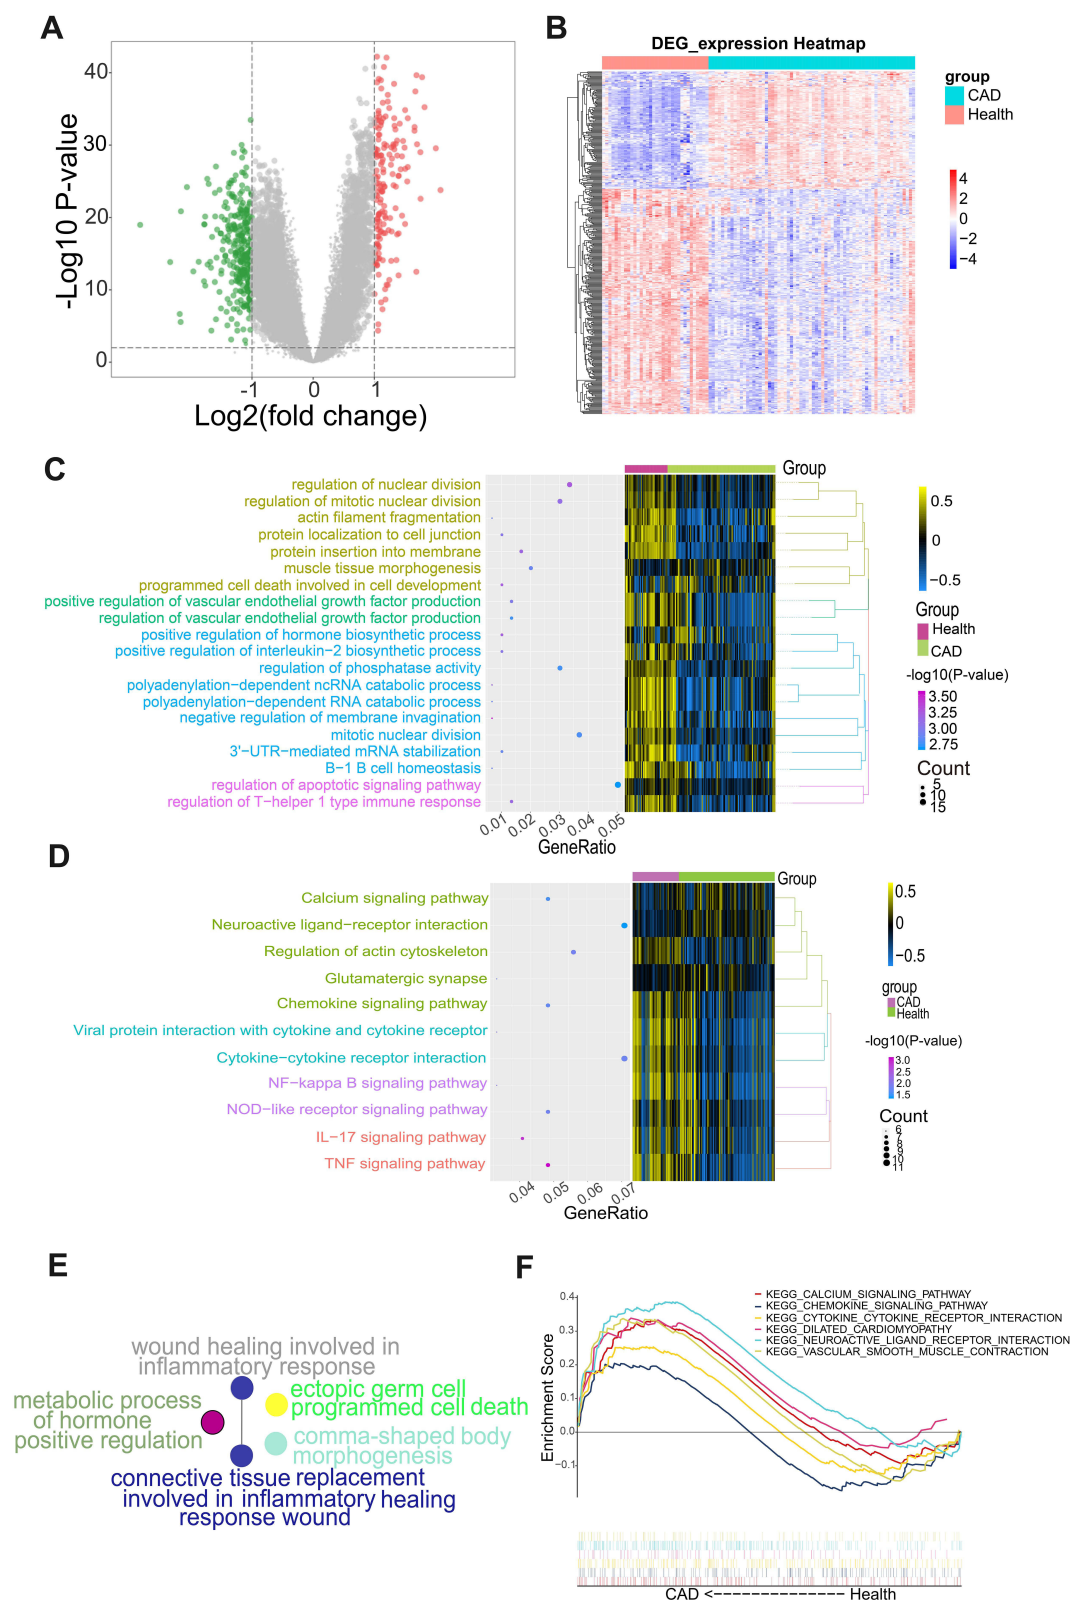 A
-Log10 P-value
40
30
20
10
0
-1
0
1
Log2(fold change)
B
DEG_expression Heatmap
group
CAD
Health
4
2
0
−2
−4
C
regulation of nuclear division
regulation of mitotic nuclear division
actin filament fragmentation
protein localization to cell junction
protein insertion into membrane
muscle tissue morphogenesis
programmed cell death involved in cell development
positive regulation of vascular endothelial growth factor production
regulation of vascular endothelial growth factor production
positive regulation of hormone biosynthetic process
positive regulation of interleukin−2 biosynthetic process
regulation of phosphatase activity
polyadenylation−dependent ncRNA catabolic process
polyadenylation−dependent RNA catabolic process
negative regulation of membrane invagination
mitotic nuclear division
3'−UTR−mediated mRNA stabilization
B−1 B cell homeostasis
regulation of apoptotic signaling pathway
regulation of T−helper 1 type immune response
0.01
0.02
0.03
0.04
0.05
GeneRatio
Group
0.5
0
−0.5
Group
Health
CAD
-log10(P-value)
3.50
3.25
3.00
2.75
Count
5
10
15
D
Calcium signaling pathway
Neuroactive ligand−receptor interaction
Regulation of actin cytoskeleton
Glutamatergic synapse
Chemokine signaling pathway
Viral protein interaction with cytokine and cytokine receptor
Cytokine−cytokine receptor interaction
NF−kappa B signaling pathway
NOD−like receptor signaling pathway
IL−17 signaling pathway
TNF signaling pathway
0.04
0.05
0.06
0.07
GeneRatio
Group
0.5
0
−0.5
group
CAD
Health
-log10(P-value)
3.0
2.5
2.0
1.5
Count
6
7
8
9
10
11
E
wound healing involved in
inflammatory response
metabolic process
of hormone
positive regulation
ectopic germ cell
programmed cell death
comma-shaped body
morphogenesis
connective tissue replacement
involved in inflammatory healing
response wound
F
Enrichment Score
0.4
0.3
0.2
0.1
0.0
−0.1
KEGG_CALCIUM_SIGNALING_PATHWAY
KEGG_CHEMOKINE_SIGNALING_PATHWAY
KEGG_CYTOKINE_CYTOKINE_RECEPTOR_INTERACTION
KEGG_DILATED_CARDIOMYOPATHY
KEGG_NEUROACTIVE_LIGAND_RECEPTOR_INTERACTION
KEGG_VASCULAR_SMOOTH_MUSCLE_CONTRACTION
CAD <-------------- Health